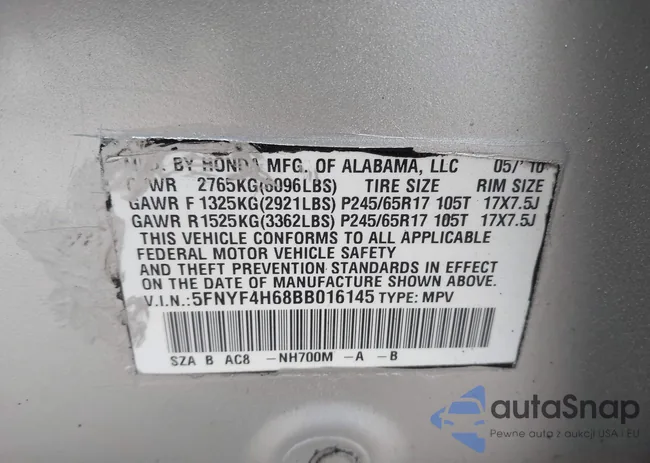 MFD. BY HONDA MFG. OF ALABAMA, LLC 05/'10
GVWR 2765KG(6096LBS) TIRE SIZE RIM SIZE
GAWR F 1325KG(2921LBS) P245/65R17 105T 17X7.5J
GAWR R1525KG(3362LBS) P245/65R17 105T 17X7.5J
THIS VEHICLE CONFORMS TO ALL APPLICABLE
FEDERAL MOTOR VEHICLE SAFETY
AND THEFT PREVENTION STANDARDS IN EFFECT
ON THE DATE OF MANUFACTURE SHOWN ABOVE.
V.I.N.:5FNYF4H68BB016145 TYPE: MPV
SZA B AC8 -NH700M -A -B
autaSnap
Pewne auto z aukcji USA i EU